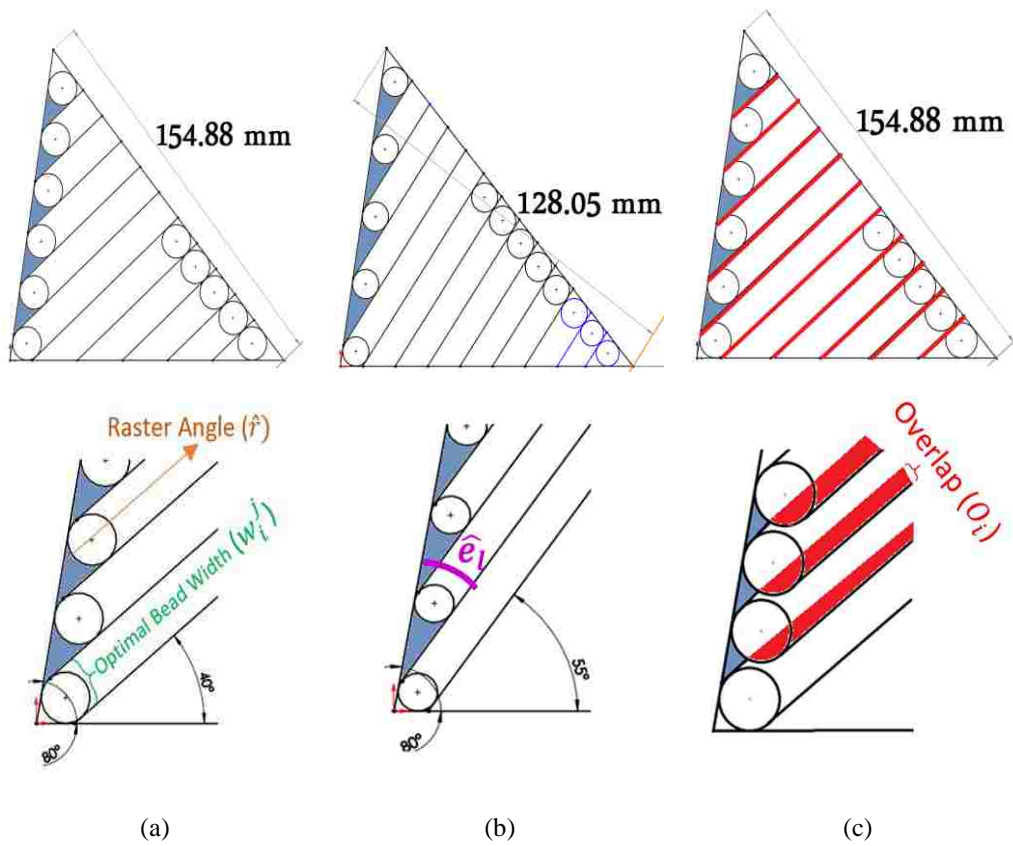 154.88 mm
128.05 mm
154.88 mm
Raster Angle (r̂)
Optimal Bead Width (w_i^j)
40°
80°
ê_l
55°
80°
Overlap (O_i)
(a)
(b)
(c)